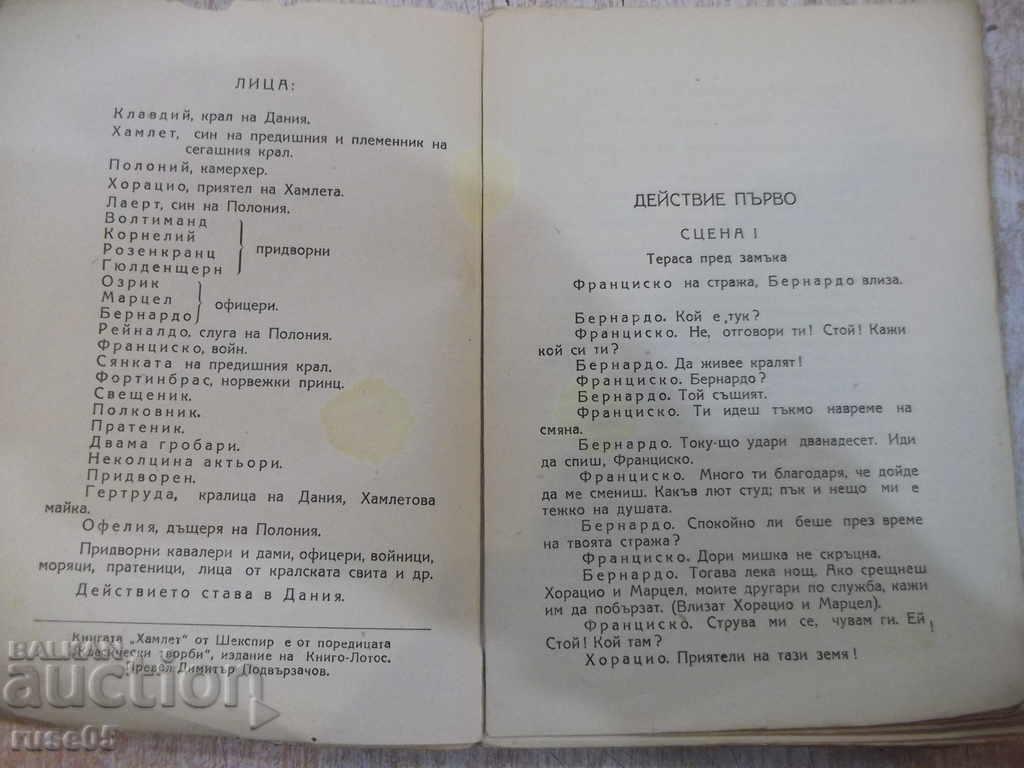 ЛИЦА:
Клавдий, крал на Дания.
Хамлет, син на предишния и племенник на
сегашния крал.
Полоний, камерхер.
Хорацио, приятел на Хамлета.
Лаерт, син на Полония.
Волтиманд
Корнелий
Розенкранц
Гюлденщерн
придворни
Озрик
Марцел
Бернардо
офицери.
Рейналдо, слуга на Полония.
Франциско, войн.
Сянката на предишния крал.
Фортинбрас, норвежки принц.
Свещеник.
Полковник.
Пратеник.
Двама гробари.
Неколцина актьори.
Придворен.
Гертруда, кралица на Дания, Хамлетова
майка.
Офелия, дъщеря на Полония.
Придворни кавалери и дами, офицери, войници,
моряци, пратеници, лица от кралската свита и др.
Действието става в Дания.
Книгата „Хамлет“ от Шекспир е от поредицата
„Класически творби“, издание на Книго-Лотос.
Превел Димитър Подвързачов.
ДЕЙСТВИЕ ПЪРВО
СЦЕНА I
Тераса пред замъка
Франциско на стража, Бернардо влиза.
Бернардо. Кой е тук?
Франциско. Не, отговори ти! Стой! Кажи
кой си ти?
Бернардо. Да живее кралят!
Франциско. Бернардо?
Бернардо. Той същият.
Франциско. Ти идеш тъкмо навреме на
смяна.
Бернардо. Току-що удари дванадесет. Иди
да спиш, Франциско.
Франциско. Много ти благодаря, че дойде
да ме смениш. Какъв лют студ; пък и нещо ми е
тежко на душата.
Бернардо. Спокойно ли беше през време
на твоята стража?
Франциско. Дори мишка не скръцна.
Бернардо. Тогава лека нощ. Ако срещнеш
Хорацио и Марцел, моите другари по служба, кажи
им да побързат. (Влизат Хорацио и Марцел).
Франциско. Струва ми се, чувам ги. Ей!
Стой! Кой там?
Хорацио. Приятели на тази земя!
BALKAN
auction
ruse05